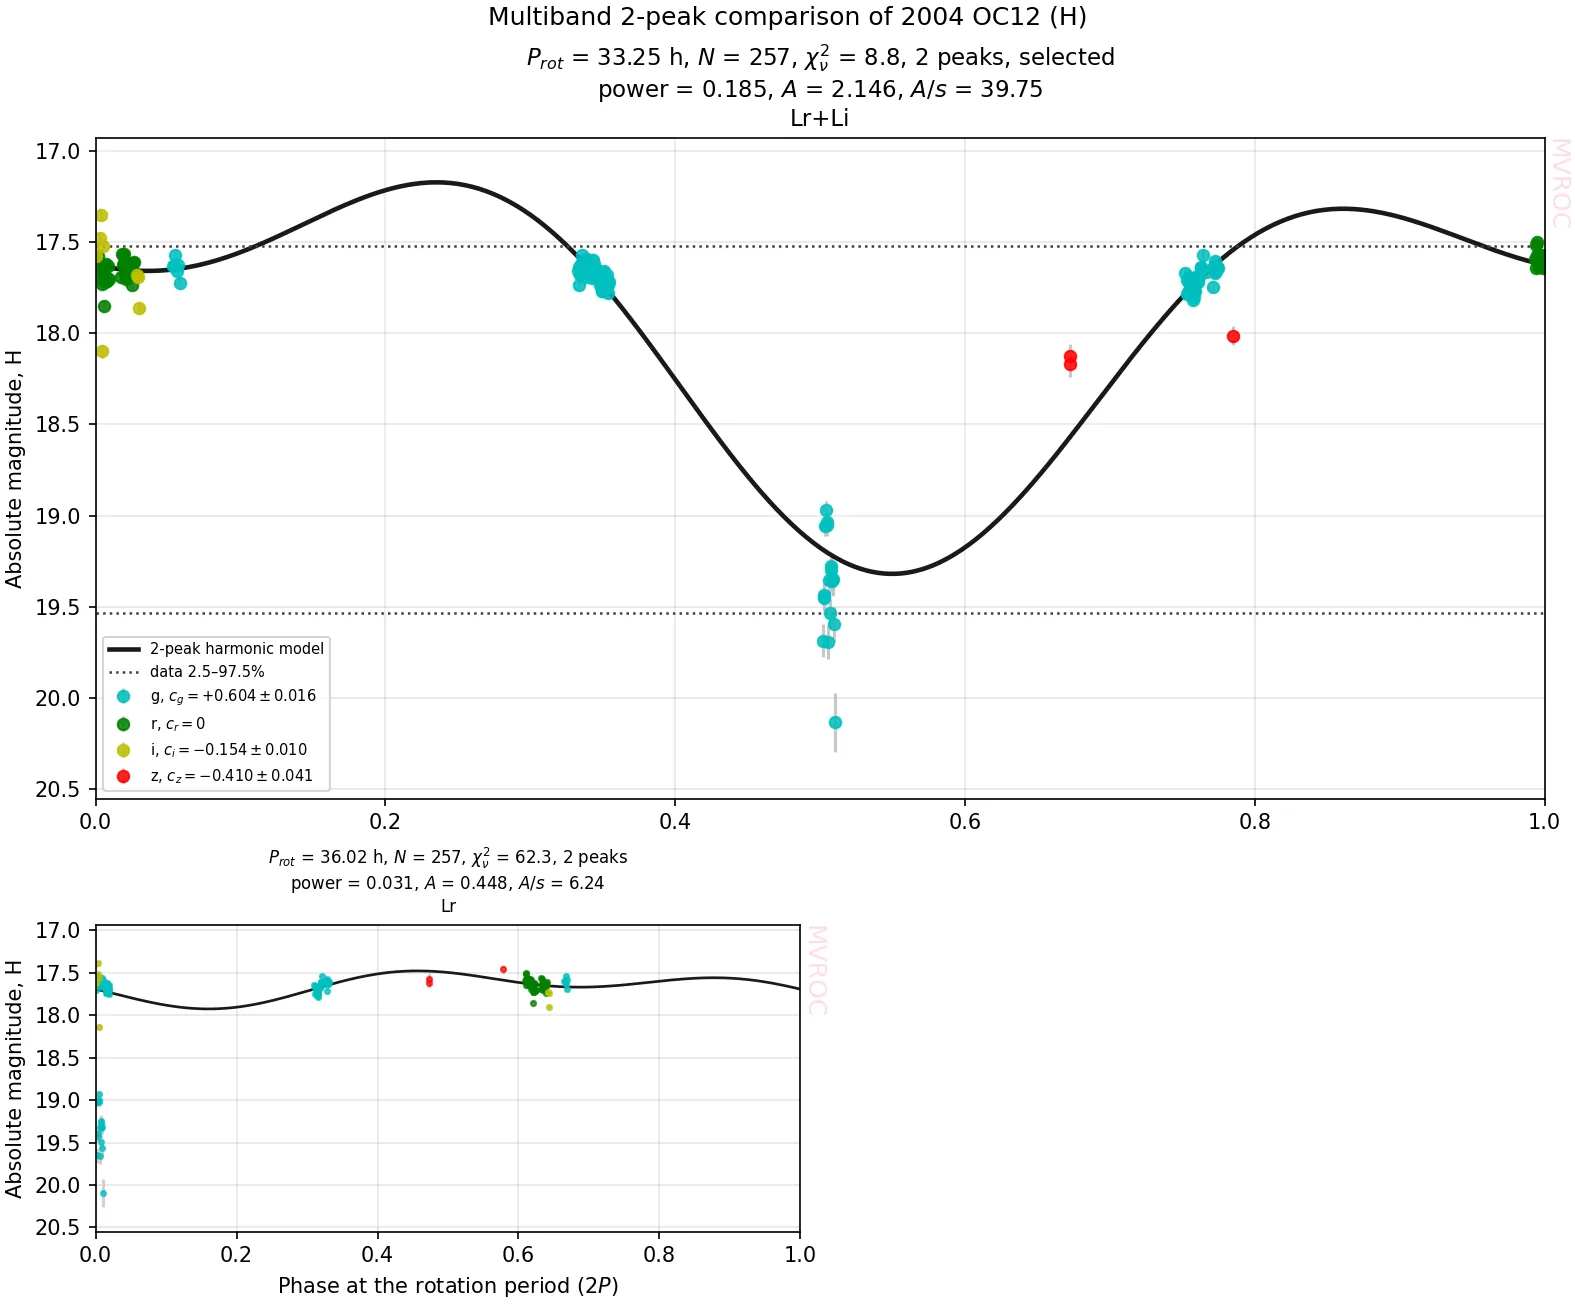 Multiband 2-peak comparison of 2004 OC12 (H)
P_rot = 33.25 h, N = 257, χ²_ν = 8.8, 2 peaks, selected
power = 0.185, A = 2.146, A/s = 39.75
Lr+Li
MVROC
17.0
17.5
18.0
18.5
19.0
19.5
20.0
20.5
Absolute magnitude, H
2-peak harmonic model
data 2.5–97.5%
g, c_g = +0.604 ± 0.016
r, c_r = 0
i, c_i = −0.154 ± 0.010
z, c_z = −0.410 ± 0.041
0.0 0.2 0.4 0.6 0.8 1.0
P_rot = 36.02 h, N = 257, χ²_ν = 62.3, 2 peaks
power = 0.031, A = 0.448, A/s = 6.24
Lr
MVROC
17.0
17.5
18.0
18.5
19.0
19.5
20.0
20.5
Absolute magnitude, H
0.0 0.2 0.4 0.6 0.8 1.0
Phase at the rotation period (2P)